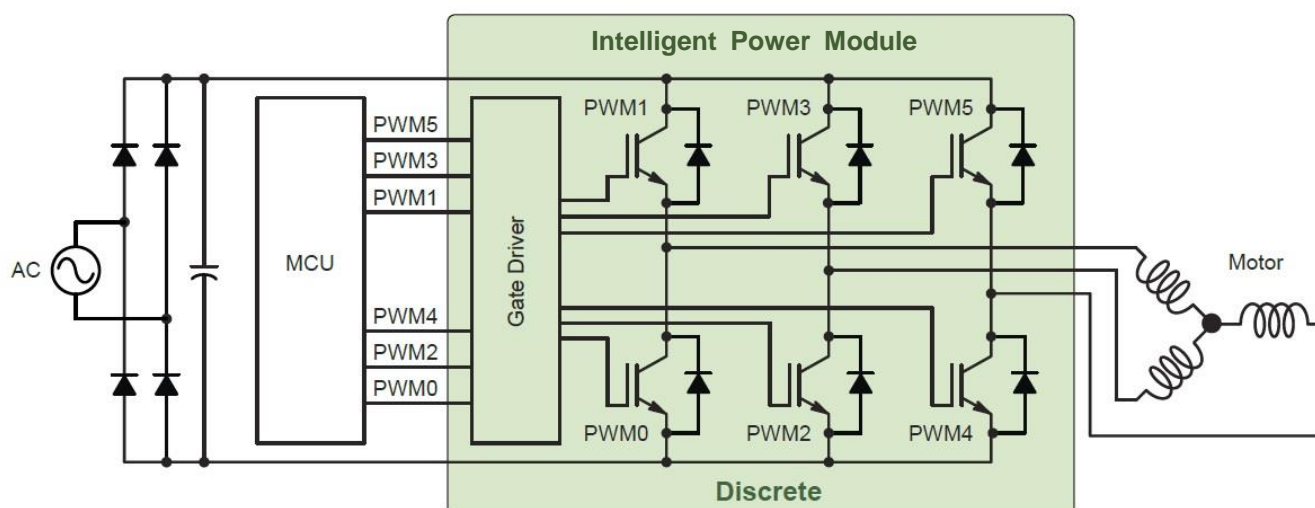 Intelligent Power Module
PWM1
PWM3
PWM5
PWM5
PWM3
PWM1
AC
MCU
Gate Driver
Motor
PWM4
PWM2
PWM0
PWM0
PWM2
PWM4
Discrete